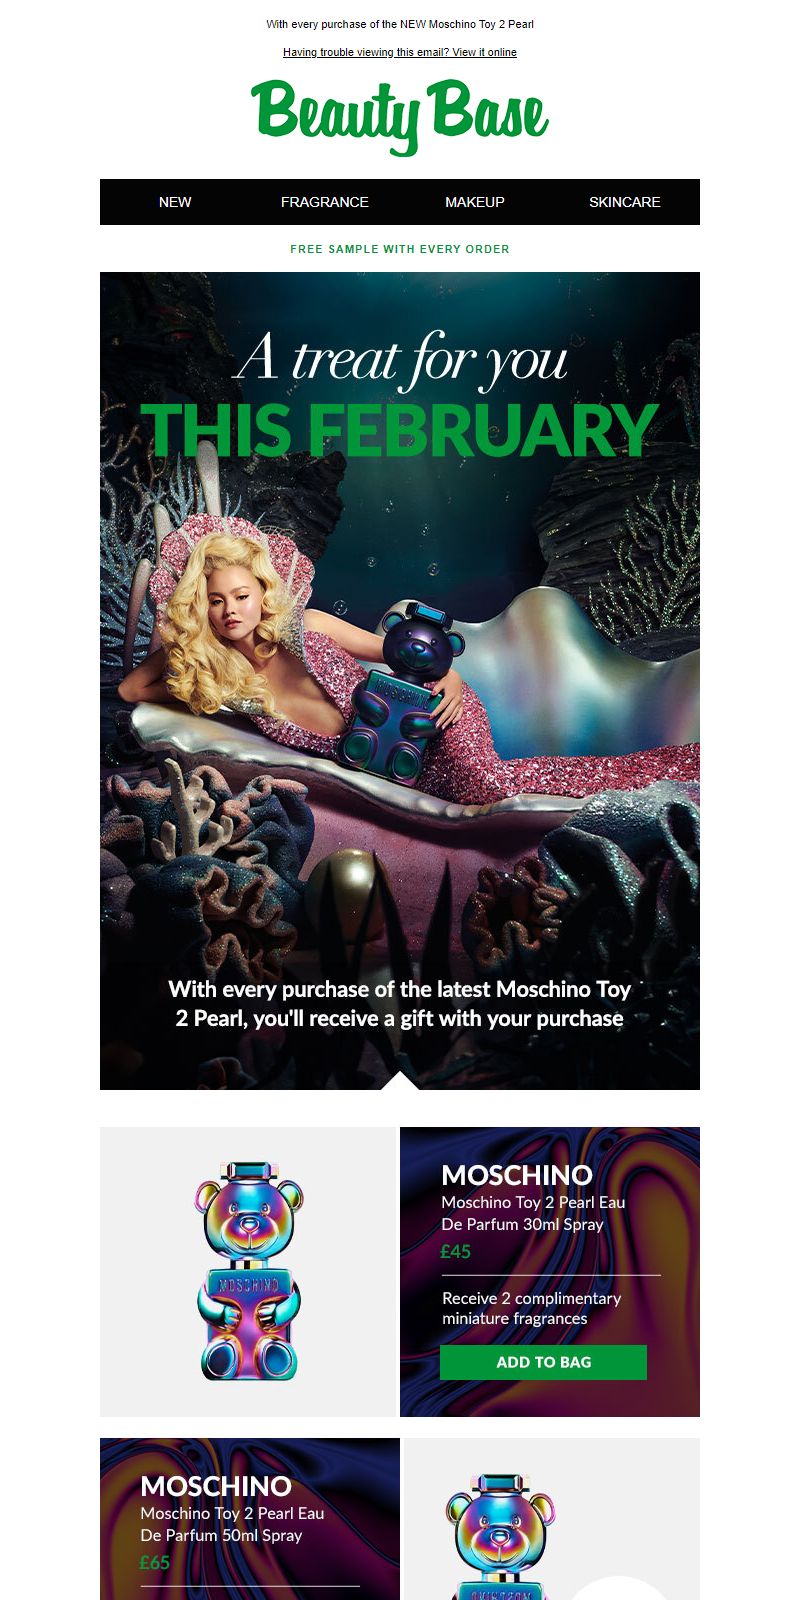 With every purchase of the NEW Moschino Toy 2 Pearl
Having trouble viewing this email? View it online
Beauty Base
NEW FRAGRANCE MAKEUP SKINCARE
FREE SAMPLE WITH EVERY ORDER
A treat for you
THIS FEBRUARY
MOSCHINO
With every purchase of the latest Moschino Toy
2 Pearl, you'll receive a gift with your purchase
MOSCHINO
MOSCHINO
Moschino Toy 2 Pearl Eau
De Parfum 30ml Spray
£45
Receive 2 complimentary
miniature fragrances
ADD TO BAG
MOSCHINO
Moschino Toy 2 Pearl Eau
De Parfum 50ml Spray
£65